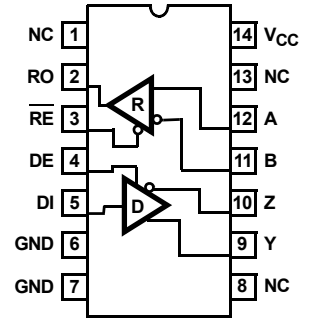 NC 1 14 VCC
RO 2 13 NC
R
RE 3 12 A
DE 4 11 B
DI 5 10 Z
D
GND 6 9 Y
GND 7 8 NC